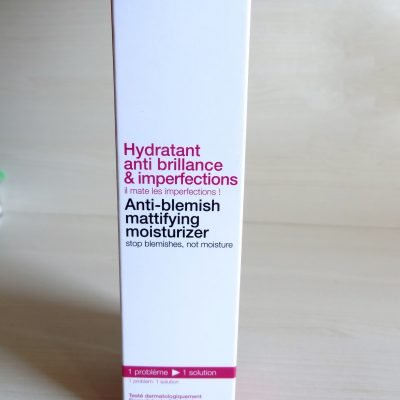 Hydratant
anti brillance
& imperfections
il mate les imperfections !
Anti-blemish
mattifying
moisturizer
stop blemishes, not moisture
1 problème ▶ 1 solution
1 problem: 1 solution
Testé dermatologiquement